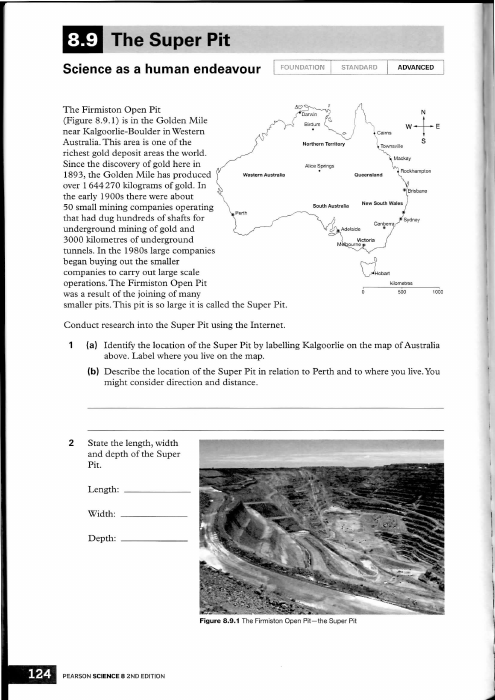 8.9 The Super Pit
Science as a human endeavour
FOUNDATION STANDARD ADVANCED
The Firmiston Open Pit
(Figure 8.9.1) is in the Golden Mile
near Kalgoorlie-Boulder in Western
Australia. This area is one of the
richest gold deposit areas the world.
Since the discovery of gold here in
1893, the Golden Mile has produced
over 1 644 270 kilograms of gold. In
the early 1900s there were about
50 small mining companies operating
that had dug hundreds of shafts for
underground mining of gold and
3000 kilometres of underground
tunnels. In the 1980s large companies
began buying out the smaller
companies to carry out large scale
operations. The Firmiston Open Pit
was a result of the joining of many
smaller pits. This pit is so large it is called the Super Pit.
Darwin
Birdum
Northern Territory
Alice Springs
Western Australia
Queensland
Cairns
Townsville
Mackay
Rockhampton
Brisbane
South Australia
New South Wales
Perth
Adelaide
Canberra
Sydney
Victoria
Melbourne
Hobart
N
W E
S
kilometres
0 500 1000
Conduct research into the Super Pit using the Internet.
1 (a) Identify the location of the Super Pit by labelling Kalgoorlie on the map of Australia
above. Label where you live on the map.
(b) Describe the location of the Super Pit in relation to Perth and to where you live. You
might consider direction and distance.
2 State the length, width
and depth of the Super
Pit.
Length:
Width:
Depth:
Figure 8.9.1 The Firmiston Open Pit—the Super Pit
124 PEARSON SCIENCE 8 2ND EDITION